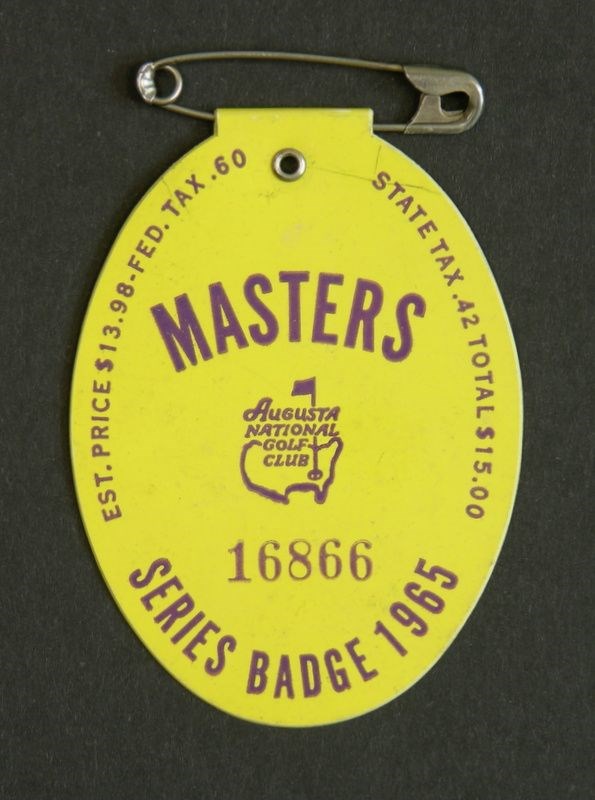 EST. PRICE $13.98-FED. TAX .60
STATE TAX .42 TOTAL $15.00
MASTERS
AUGUSTA
NATIONAL
GOLF
CLUB
16866
SERIES BADGE 1965